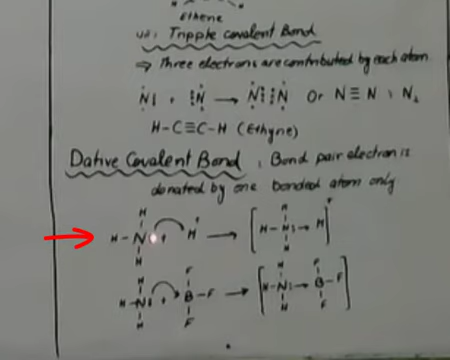 Ethene
Tripple covalent Bond
⇒ Three electrons are contributed by each atom
N⋮ + ⋮N → N⋮⋮N Or N≡N ; N₂
H-C≡C-H (Ethyne)
Dative Covalent Bond : Bond pair electron is
donated by one bonded atom only
H
H-N: + H⁺ → [H-N:→H]⁺
H
H F H F
H-N: + B-F → [H-N:→B-F]
H F H F